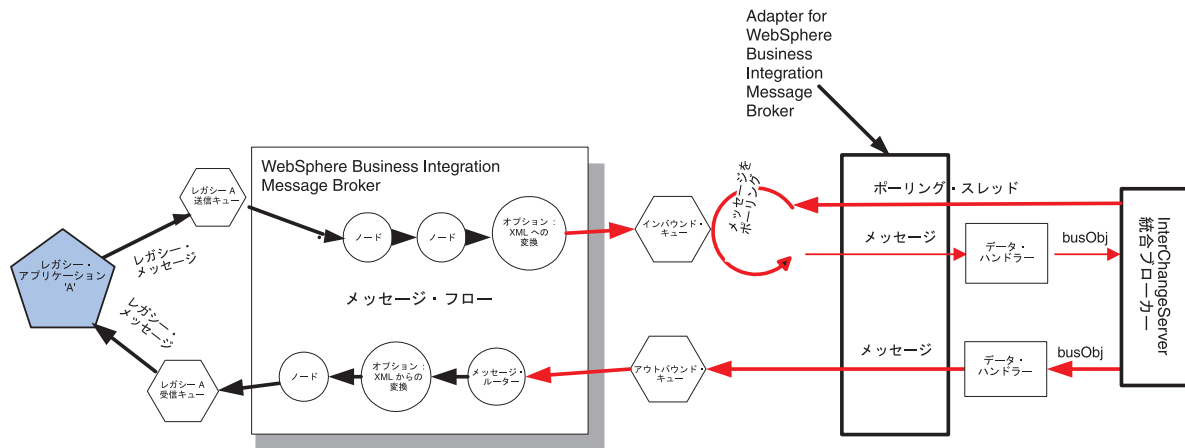 Adapter for
WebSphere
Business
Integration
Message
Broker
WebSphere Business Integration
Message Broker
レガシー A
送信キュー
レガシー・
メッセージ
レガシー・
アプリケーション
'A'
レガシー・
メッセージ
レガシー A
受信キュー
ノード
ノード
オプション :
XML への
変換
メッセージ・フロー
ノード
オプション :
XML からの
変換
メッセージ・
ルーター
インバウンド・
キュー
メッセージを
ポーリング
アウトバウンド・
キュー
ポーリング・スレッド
メッセージ
データ・
ハンドラー
busObj
メッセージ
データ・
ハンドラー
busObj
InterChangeServer
統合ブローカー